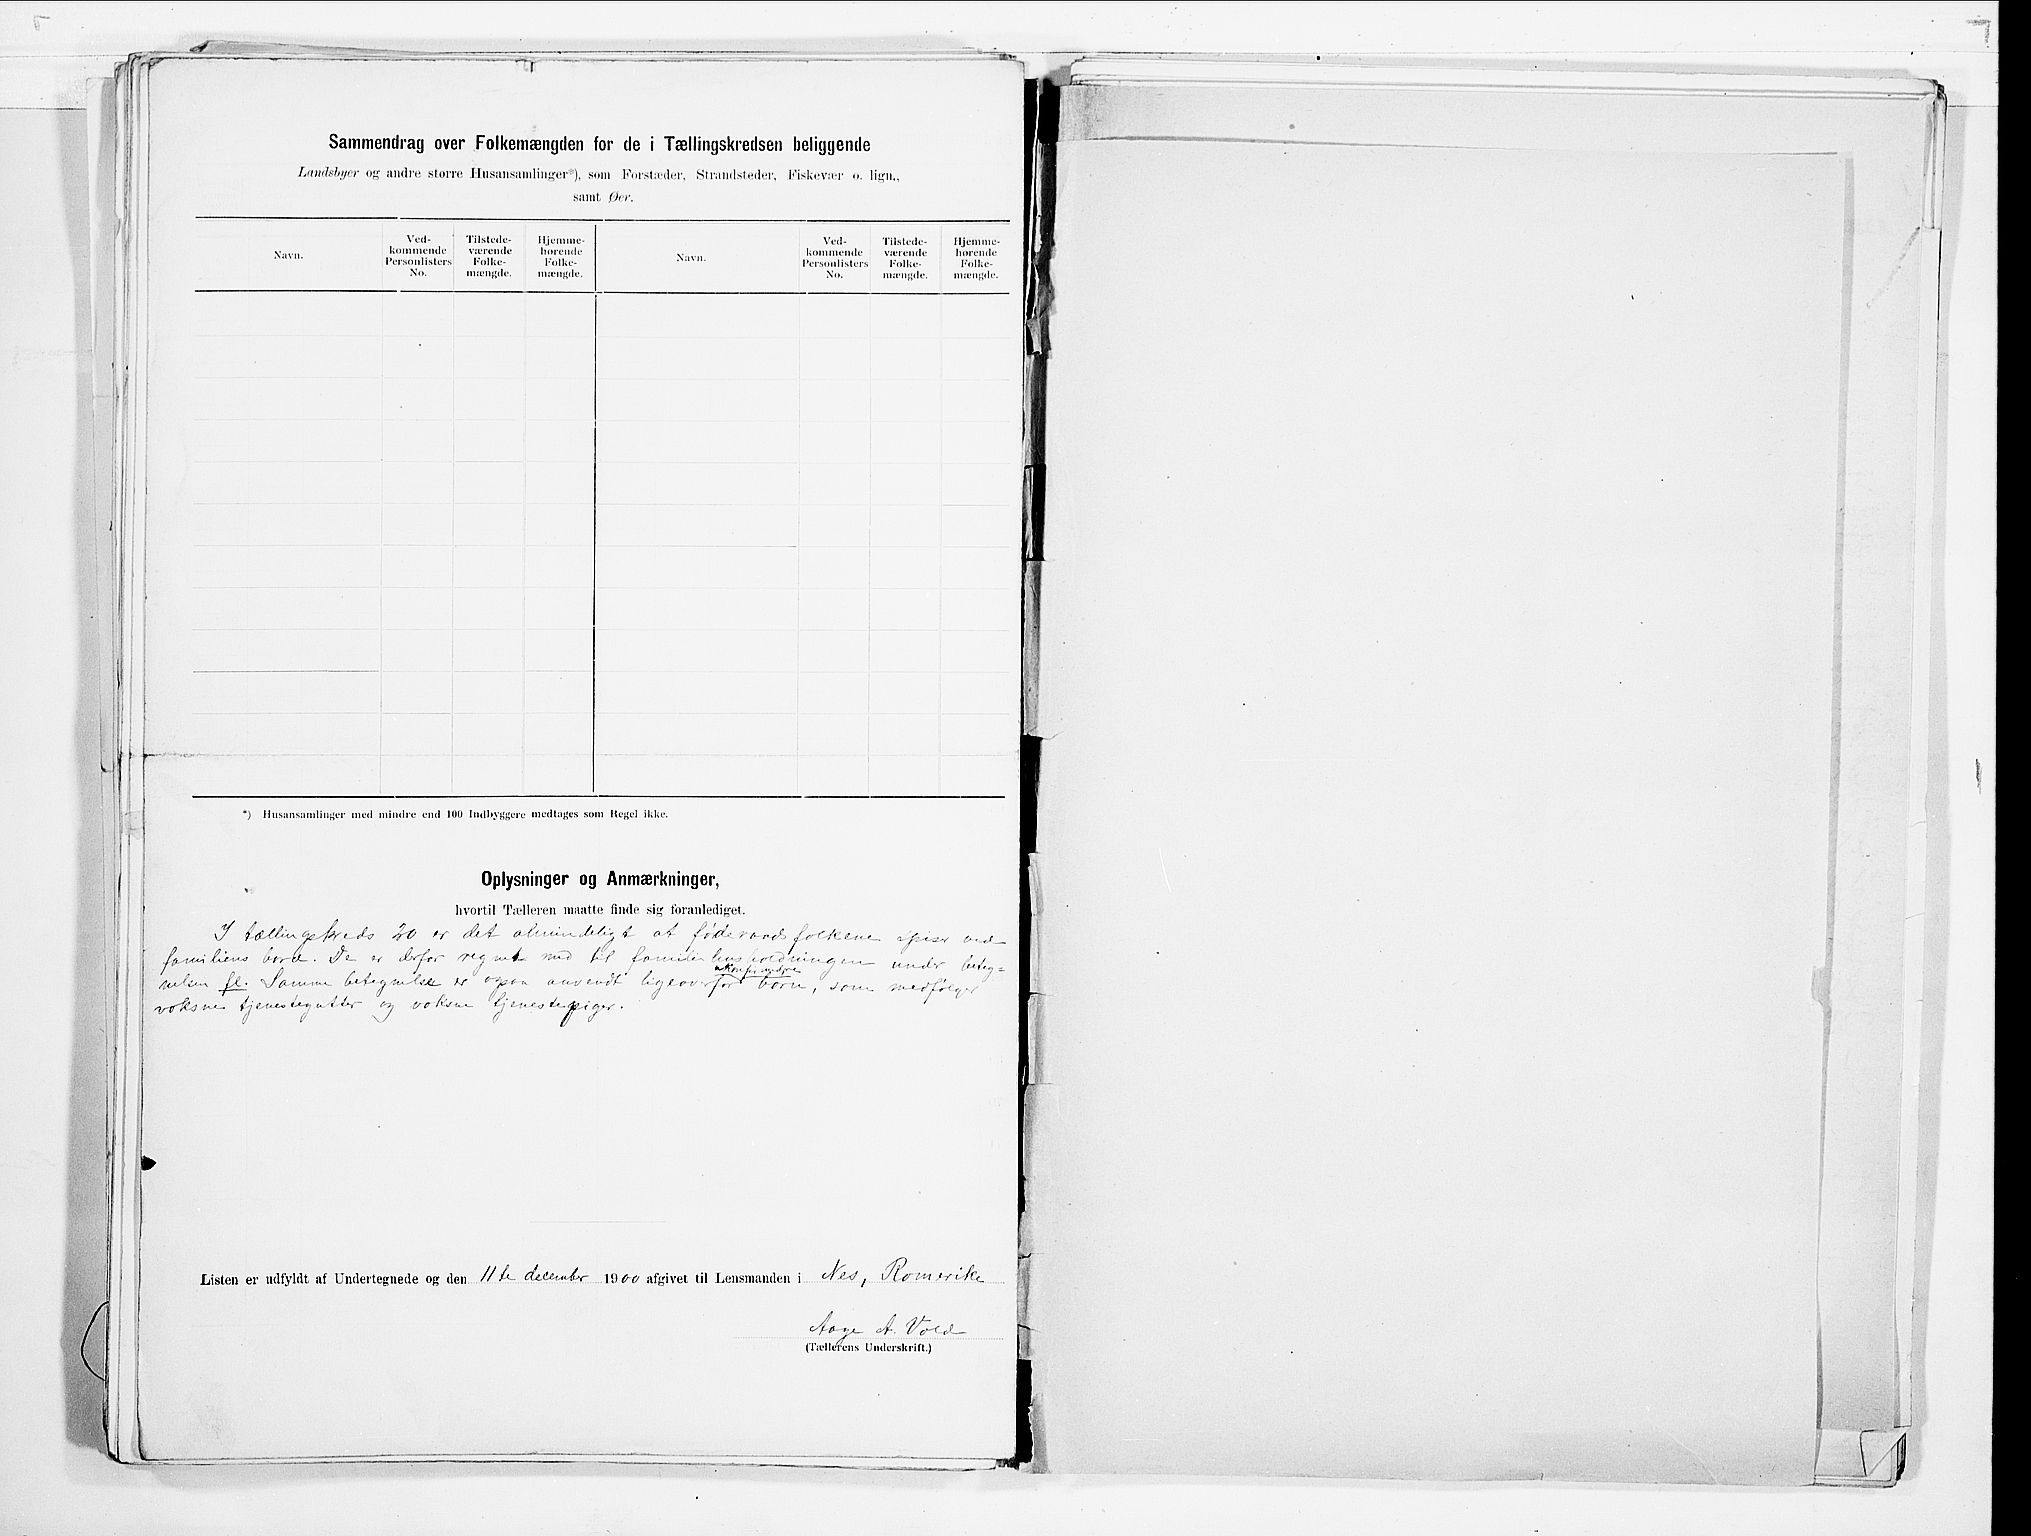 Sammendrag over Folkemængden for de i Tællingskredsen beliggende
Landsbyer og andre større Husansamlinger*), som Forstæder, Strandsteder, Fiskevær o. lign.,
samt Øer.
Navn.
Ved-
kommende
Personlisters
No.
Tilstede-
værende
Folke-
mængde.
Hjemme-
hørende
Folke-
mængde.
Navn.
Ved-
kommende
Personlisters
No.
Tilstede-
værende
Folke-
mængde.
Hjemme-
hørende
Folke-
mængde.
*) Husansamlinger med mindre end 100 Indbyggere medtages som Regel ikke.
Oplysninger og Anmærkninger,
hvortil Tælleren maatte finde sig foranlediget.
I tællingskreds 20 er det almindeligt at føderaadsfolkene spiser ved
familiens bord. De er derfor regnet med til familiehusholdningen under beteg=
nelsen fl. Samme betegnelse er ogsaa anvendt ligeoverfor ukonfirmerte børn, som medfølger
voksne tjenestegutter og voksne tjenestepiger.
Listen er udfyldt af Undertegnede og den 11te december 1900 afgivet til Lensmanden i Nes, Romerike
Aage A. Vold
(Tællerens Underskrift.)